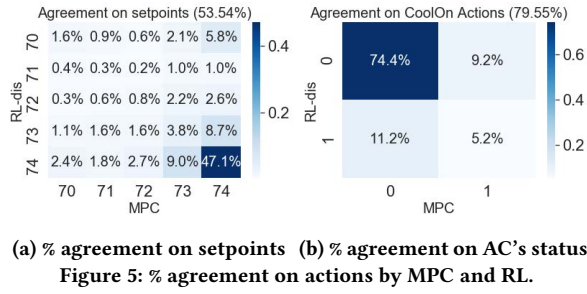 Agreement on setpoints (53.54%)
70 1.6% 0.9% 0.6% 2.1% 5.8%
71 0.4% 0.3% 0.2% 1.0% 1.0%
72 0.3% 0.6% 0.8% 2.2% 2.6%
73 1.1% 1.6% 1.6% 3.8% 8.7%
74 2.4% 1.8% 2.7% 9.0% 47.1%
RL-dis
70 71 72 73 74
MPC
0.4
0.2
Agreement on CoolOn Actions (79.55%)
0 74.4% 9.2%
1 11.2% 5.2%
RL-dis
0 1
MPC
0.6
0.4
0.2
(a) % agreement on setpoints (b) % agreement on AC's status
Figure 5: % agreement on actions by MPC and RL.